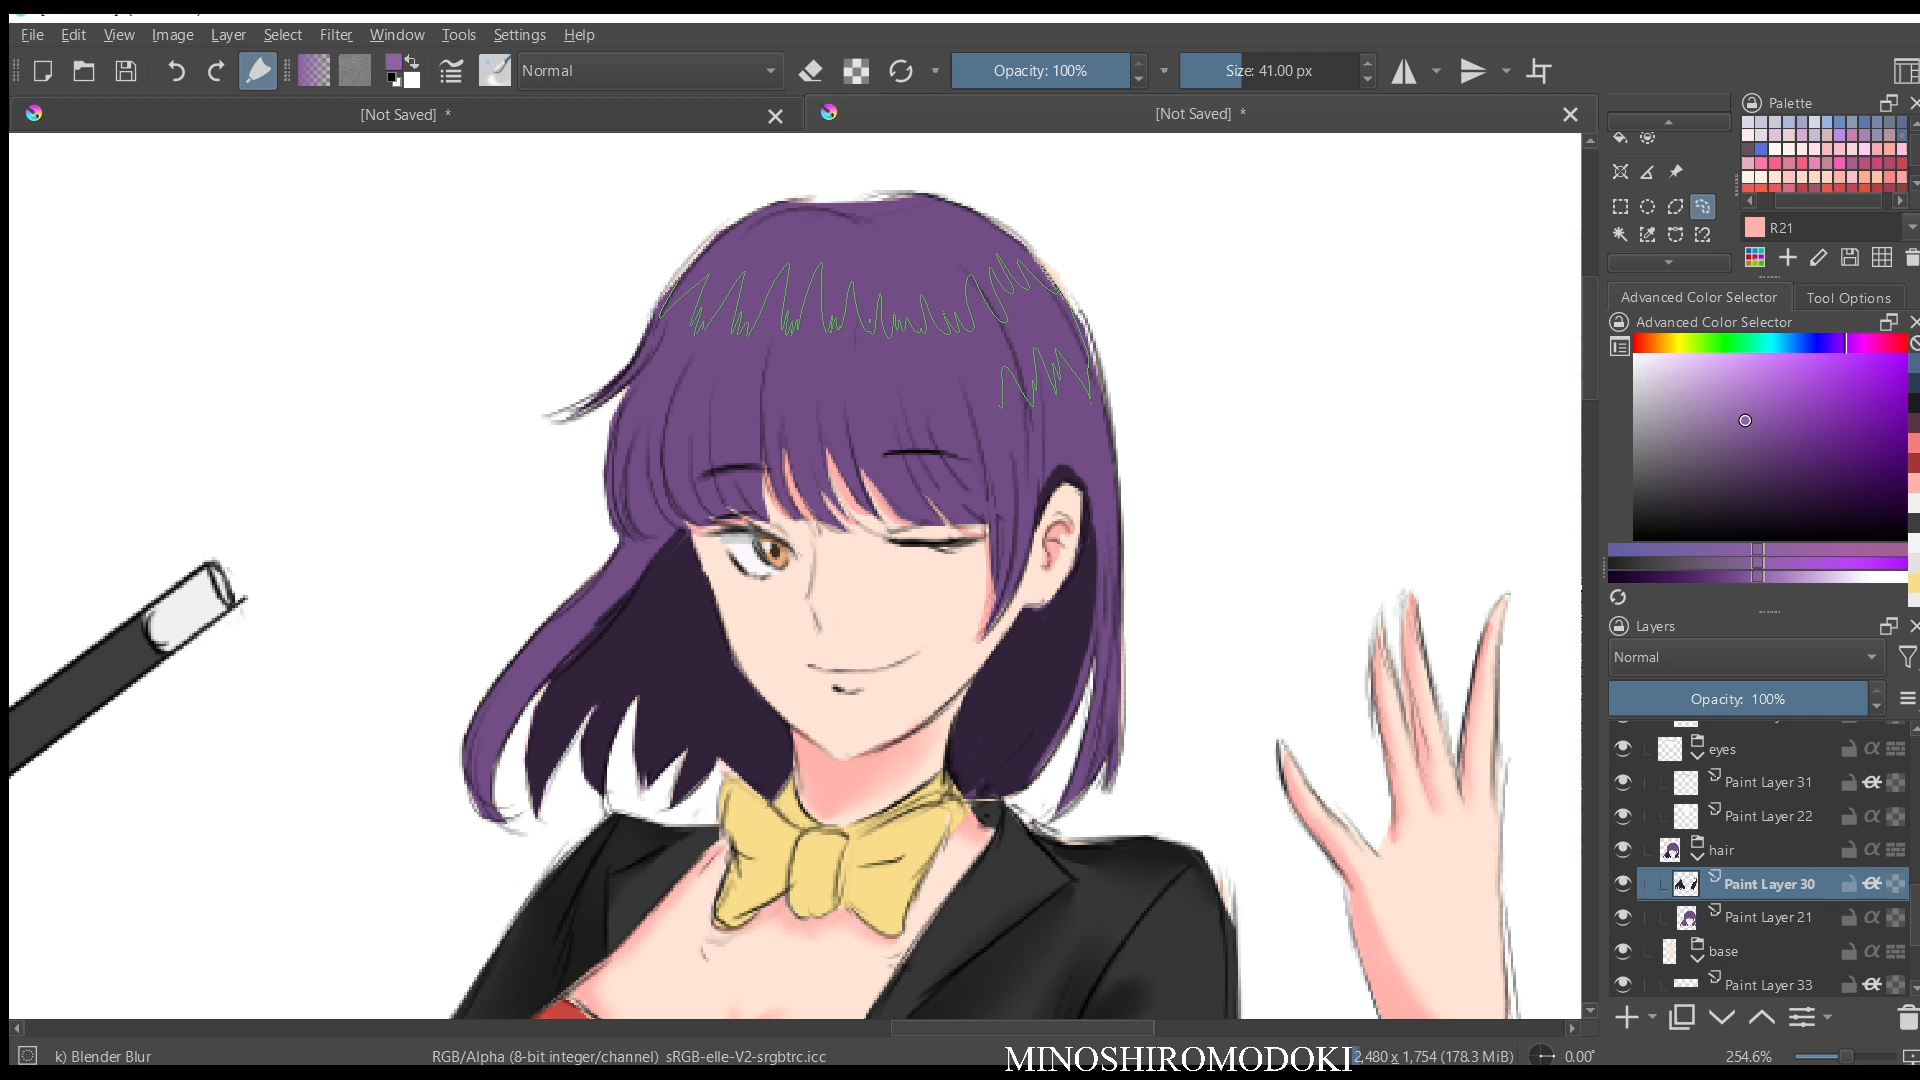 File Edit View Image Layer Select Filter Window Tools Settings Help
Normal Opacity: 100% Size: 41.00 px
[Not Saved] * [Not Saved] *
Palette
R21
Advanced Color Selector Tool Options
Advanced Color Selector
Layers
Normal
Opacity: 100%
eyes
Paint Layer 31
Paint Layer 22
hair
Paint Layer 30
Paint Layer 21
base
Paint Layer 33
k) Blender Blur RGB/Alpha (8-bit integer/channel) sRGB-elle-V2-srgbtrc.icc MINOSHIROMODOKI 2,480 x 1,754 (178.3 MiB) 0.00° 254.6%